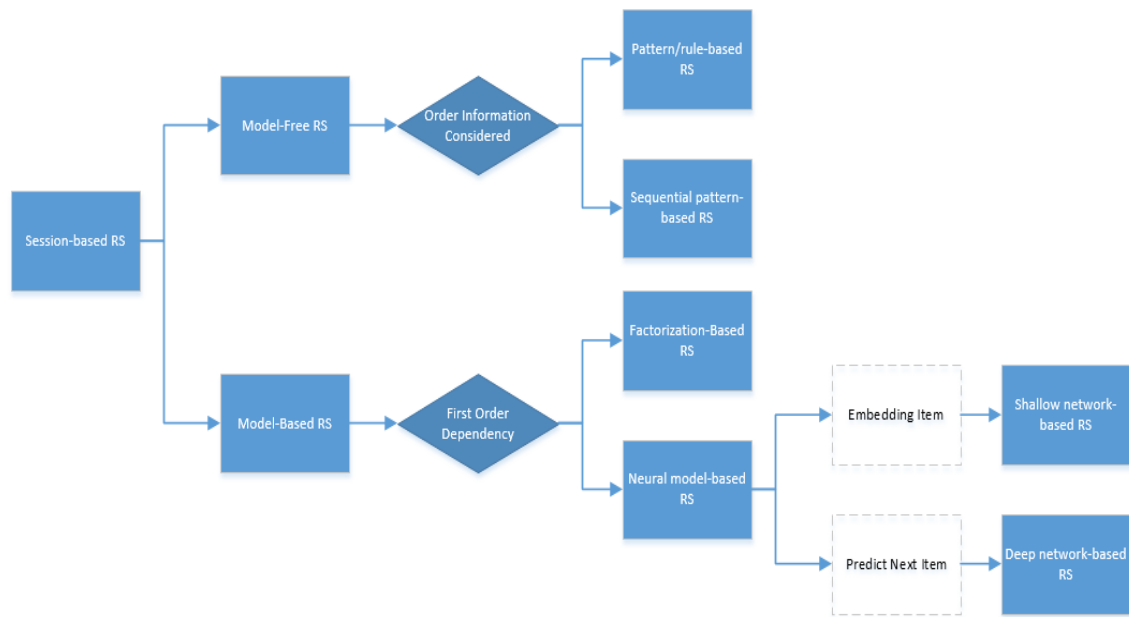 Pattern/rule-based
RS
Model-Free RS
Order Information
Considered
Sequential pattern-
based RS
Session-based RS
Factorization-Based
RS
Model-Based RS
First Order
Dependency
Embedding Item
Shallow network-
based RS
Neural model-based
RS
Predict Next Item
Deep network-based
RS